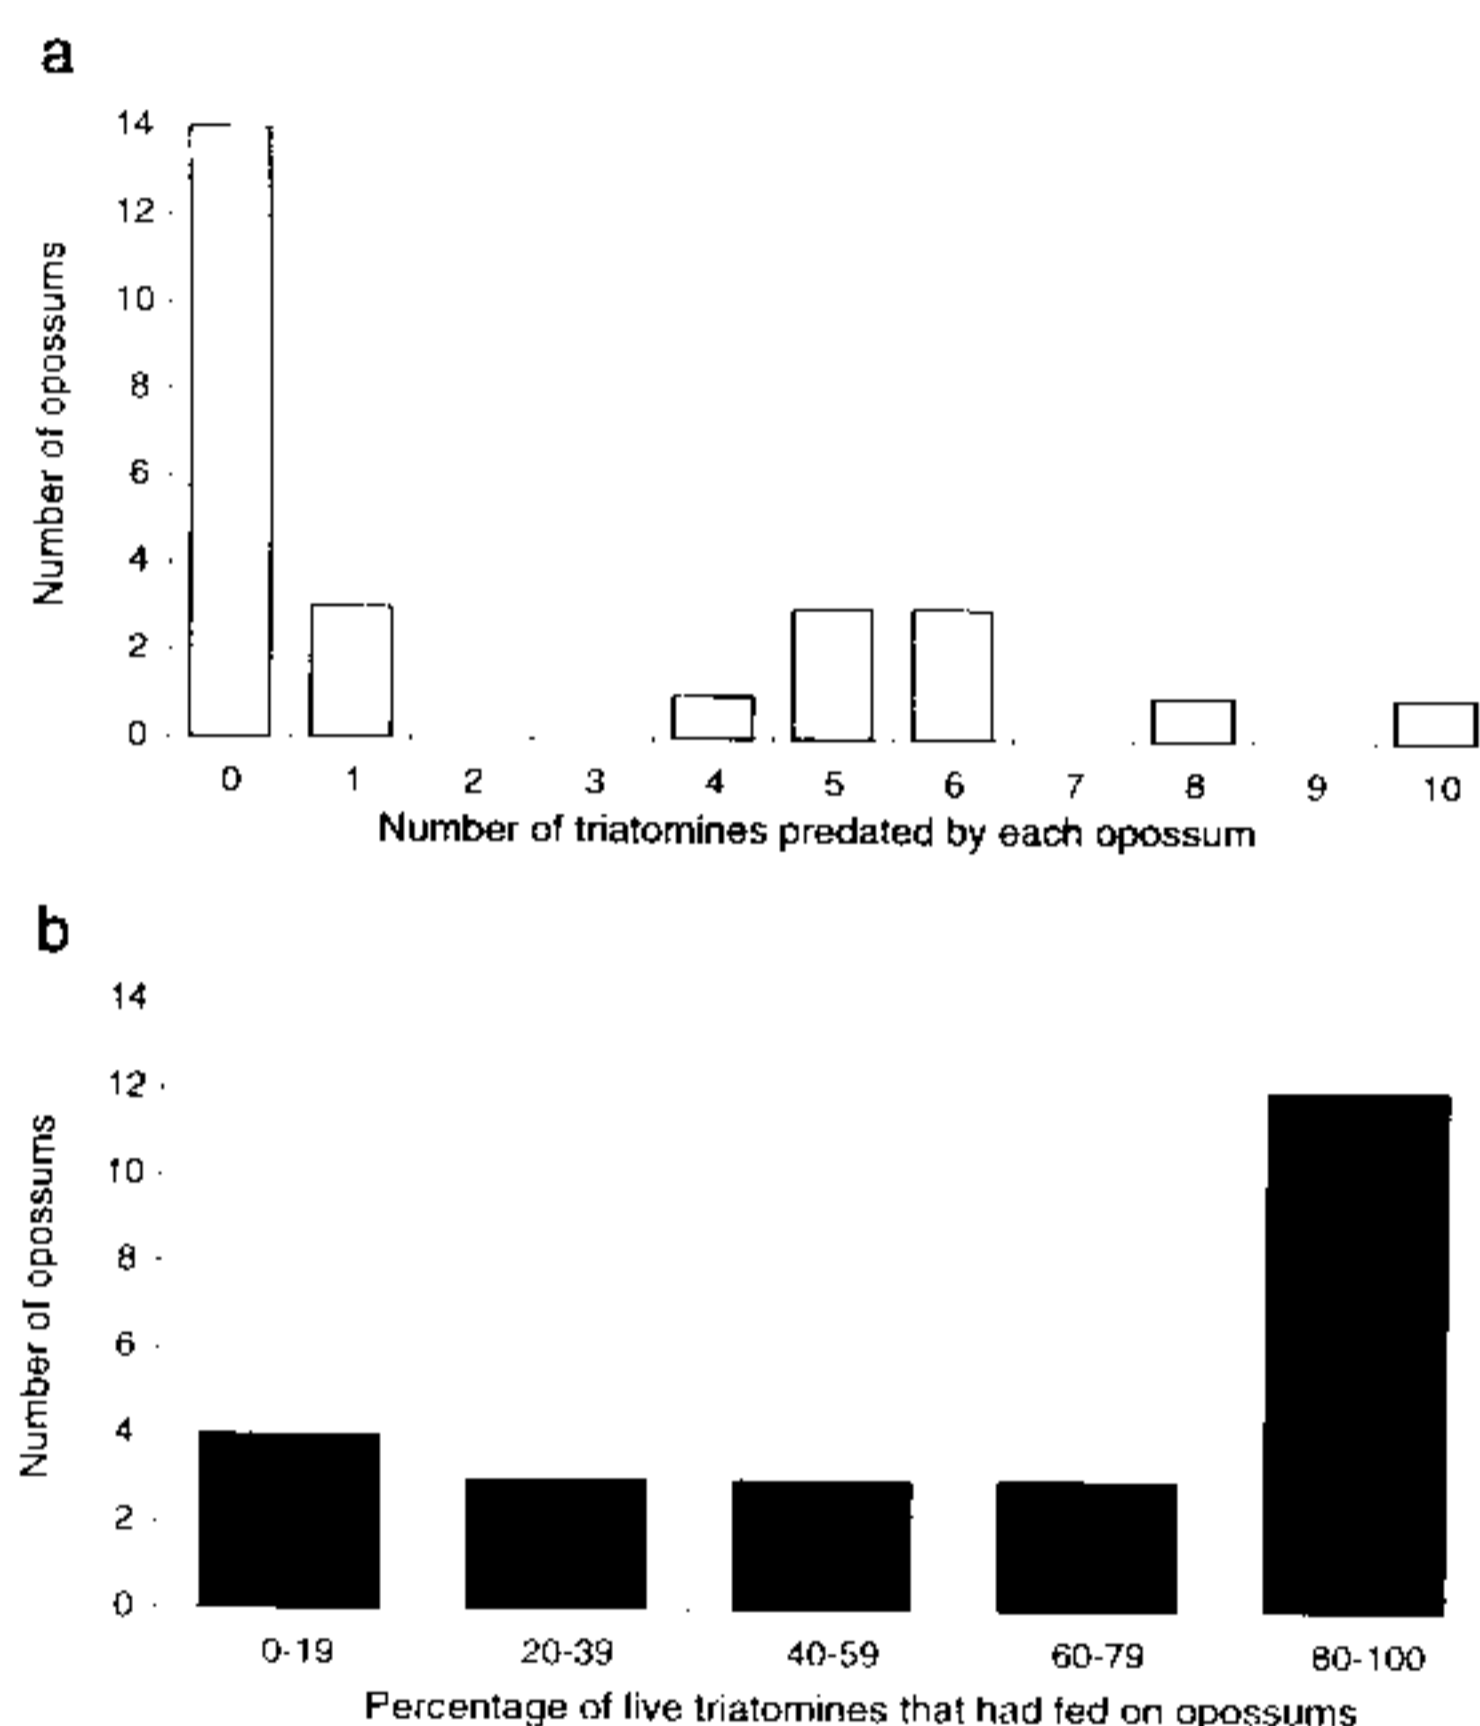 a
14
12
10
8
6
4
2
0
Number of opossums
0 1 2 3 4 5 6 7 8 9 10
Number of triatomines predated by each opossum
b
14
12
10
8
6
4
2
0
Number of opossums
0-19 20-39 40-59 60-79 80-100
Percentage of live triatomines that had fed on opossums